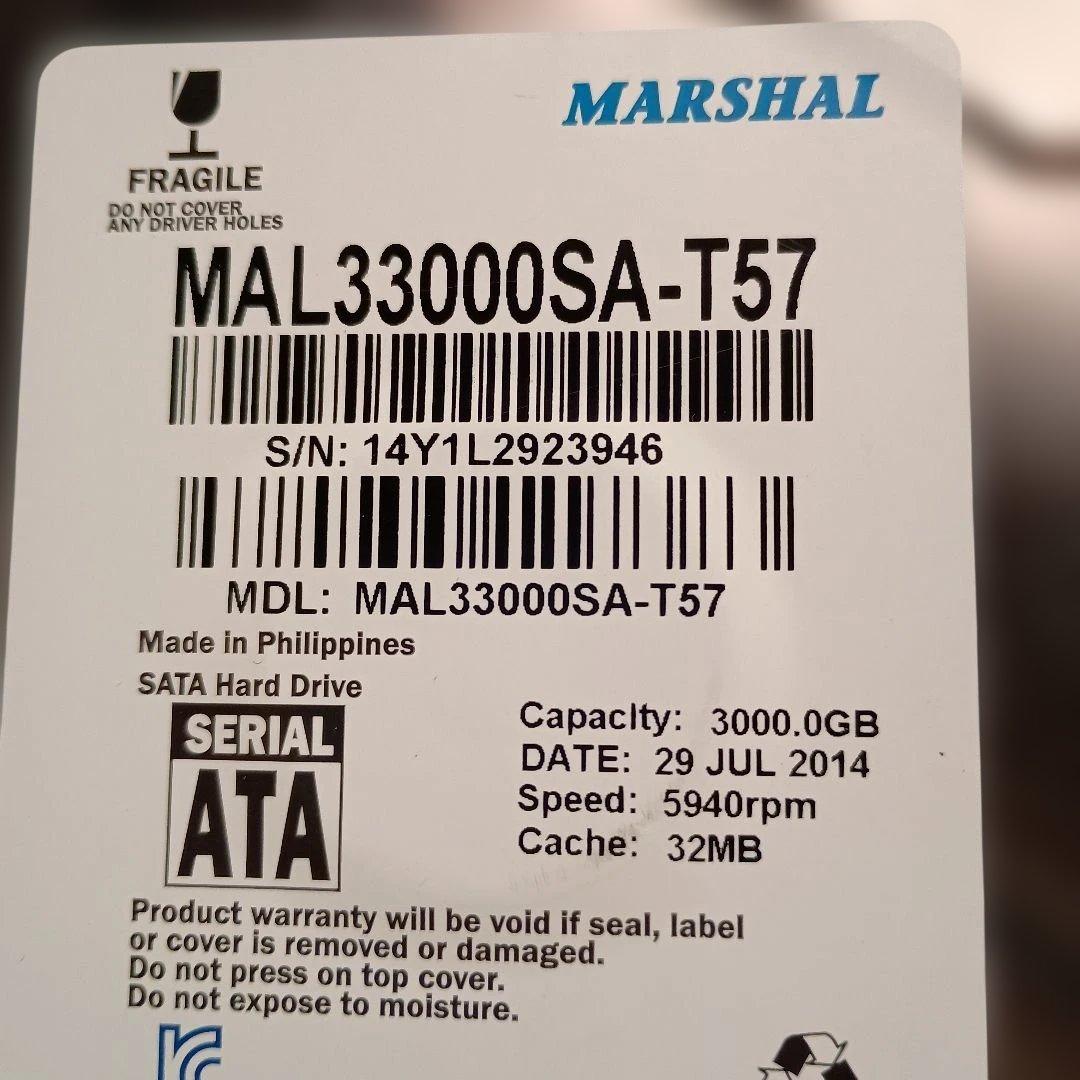 MARSHAL
FRAGILE
DO NOT COVER
ANY DRIVER HOLES
MAL33000SA-T57
S/N: 14Y1L2923946
MDL: MAL33000SA-T57
Made in Philippines
SATA Hard Drive
SERIAL
ATA
CapacIty: 3000.0GB
DATE: 29 JUL 2014
Speed: 5940rpm
Cache: 32MB
Product warranty will be void if seal, label
or cover is removed or damaged.
Do not press on top cover.
Do not expose to moisture.